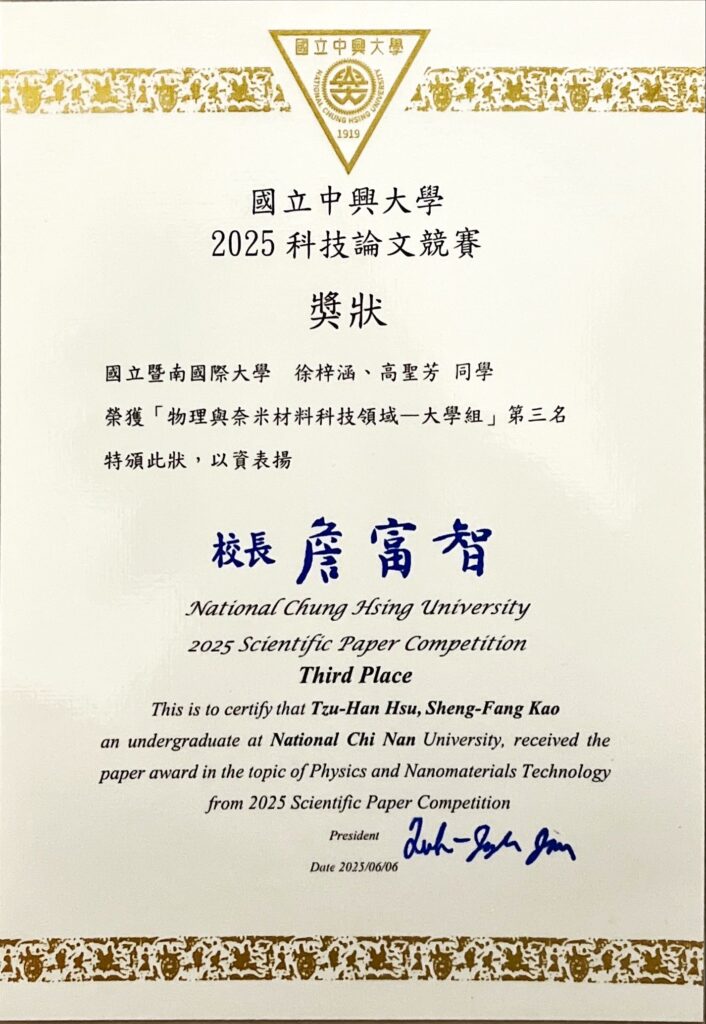 國立中興大學
NATIONAL CHUNG HSING UNIVERSITY
1919
國立中興大學
2025 科技論文競賽
獎狀
國立暨南國際大學 徐梓涵、高聖芳 同學
榮獲「物理與奈米材料科技領域—大學組」第三名
特頒此狀，以資表揚
校長 詹富智
National Chung Hsing University
2025 Scientific Paper Competition
Third Place
This is to certify that Tzu-Han Hsu, Sheng-Fang Kao
an undergraduate at National Chi Nan University, received the
paper award in the topic of Physics and Nanomaterials Technology
from 2025 Scientific Paper Competition
President
Date 2025/06/06